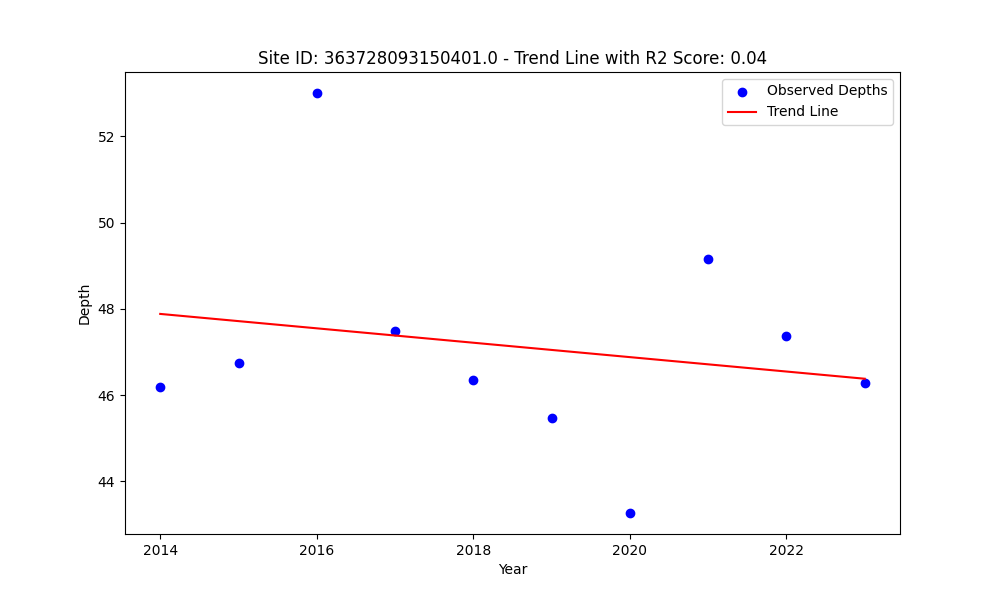 Site ID: 363728093150401.0 - Trend Line with R2 Score: 0.04
Observed Depths
Trend Line
52
50
48
46
44
Depth
2014
2016
2018
2020
2022
Year